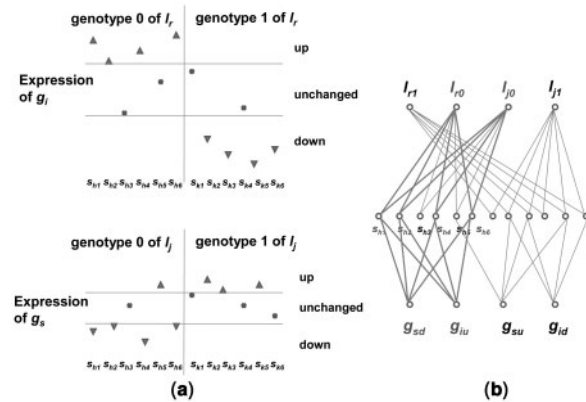 genotype 0 of l_r genotype 1 of l_r
up
Expression of g_i
unchanged
down
s_h1 s_h2 s_h3 s_h4 s_h5 s_h6 s_k1 s_k2 s_k3 s_k4 s_k5 s_k6
genotype 0 of l_j genotype 1 of l_j
up
Expression of g_s
unchanged
down
s_h1 s_h2 s_h3 s_h4 s_h5 s_h6 s_k1 s_k2 s_k3 s_k4 s_k5 s_k6
(a)
l_r1 l_r0 l_j0 l_j1
s_h1 s_h2 s_h3 s_h4 s_h5 s_h6
g_sd g_iu g_su g_id
(b)